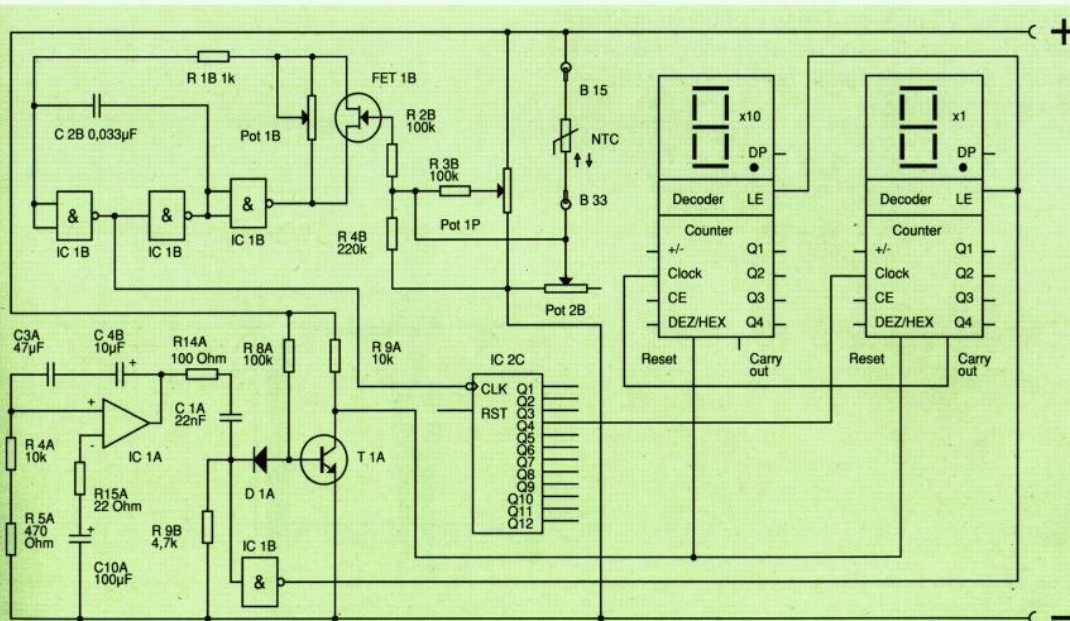 +
R 1B 1k
FET 1B
C 2B 0,033µF
Pot 1B
R 2B
100k
B 15
NTC
R 3B
100k
B 33
Pot 1P
R 4B
220k
Pot 2B
&
IC 1B
&
IC 1B
&
IC 1B
x10
DP
Decoder LE
Counter
+/- Q1
Clock Q2
CE Q3
DEZ/HEX Q4
Reset
Carry
out
x1
DP
Decoder LE
Counter
+/- Q1
Clock Q2
CE Q3
DEZ/HEX Q4
Reset
Carry
out
C3A
47µF
C 4B
10µF
+
R14A
100 Ohm
R 8A
100k
R 9A
10k
C 1A
22nF
+
-
IC 1A
R 4A
10k
R15A
22 Ohm
R 5A
470
Ohm
+
C10A
100µF
D 1A
T 1A
R 9B
4,7k
IC 1B
&
IC 2C
CLK
RST
Q1
Q2
Q3
Q4
Q5
Q6
Q7
Q8
Q9
Q10
Q11
Q12
−